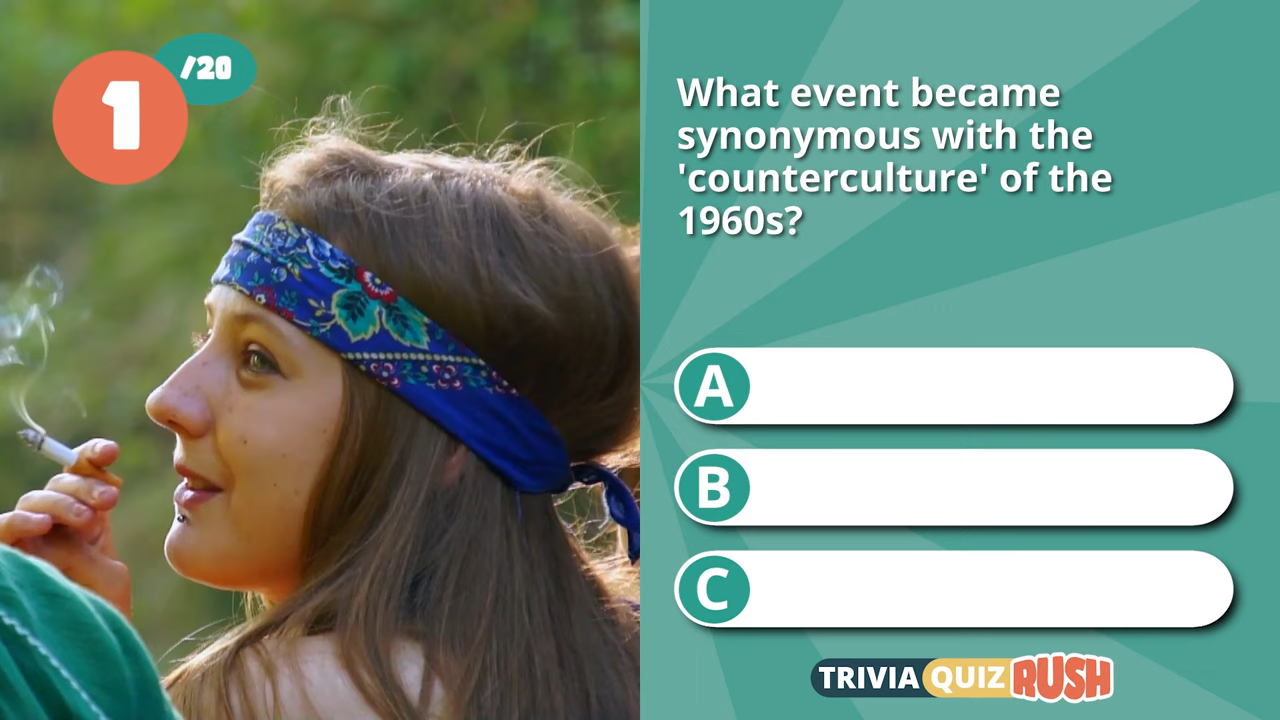 1
/20
What event became
synonymous with the
'counterculture' of the
1960s?
A
B
C
TRIVIA QUIZ RUSH